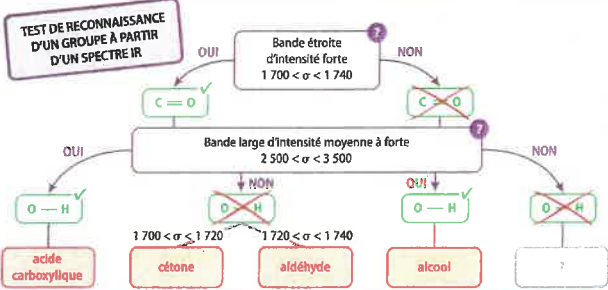 TEST DE RECONNAISSANCE
D'UN GROUPE À PARTIR
D'UN SPECTRE IR
?
OUI
Bande étroite
d'intensité forte
1 700 < σ < 1 740
NON
C = O
C = O
?
OUI
Bande large d'intensité moyenne à forte
2 500 < σ < 3 500
NON
NON
OUI
O — H
O — H
O — H
O — H
1 700 < σ < 1 720
1 720 < σ < 1 740
acide
carboxylique
cétone
aldéhyde
alcool
?